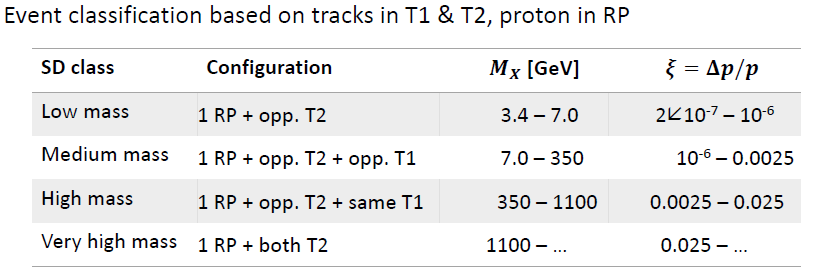 Event classification based on tracks in T1 & T2, proton in RP
SD class Configuration M_X [GeV] ξ = Δp/p
Low mass 1 RP + opp. T2 3.4 – 7.0 2↙10⁻⁷ – 10⁻⁶
Medium mass 1 RP + opp. T2 + opp. T1 7.0 – 350 10⁻⁶ – 0.0025
High mass 1 RP + opp. T2 + same T1 350 – 1100 0.0025 – 0.025
Very high mass 1 RP + both T2 1100 – ... 0.025 – ...